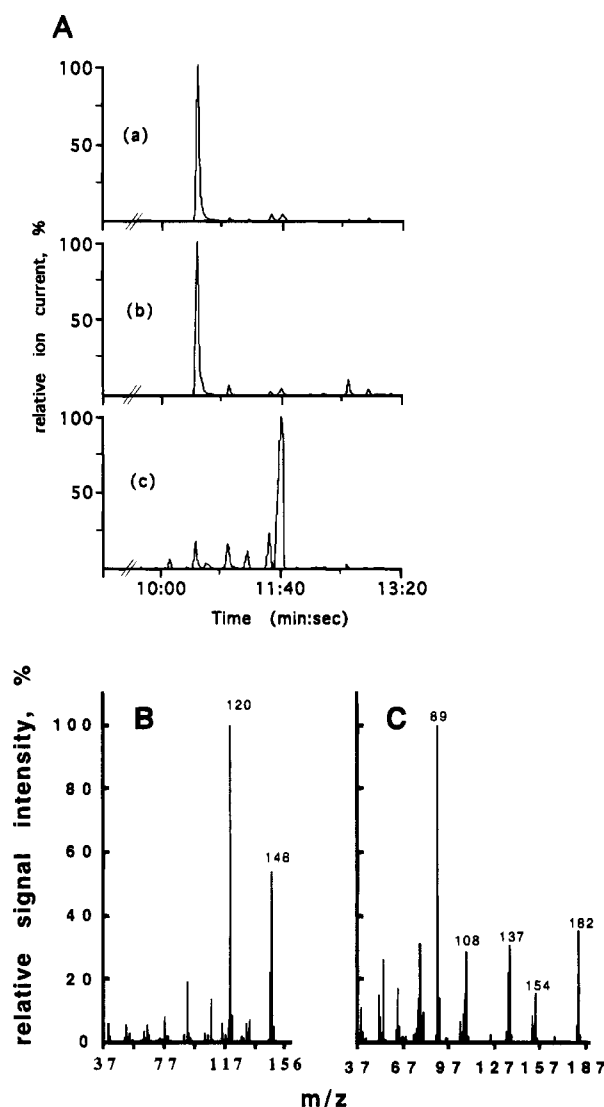 A
100
(a)
50
100
(b)
50
100
(c)
50
relative ion current, %
10:00 11:40 13:20
Time (min:sec)
relative signal intensity, %
100
80
60
40
20
0
B
120
148
37 77 117 156
C
89
182
137
108
154
37 67 97 127 157 187
m/z